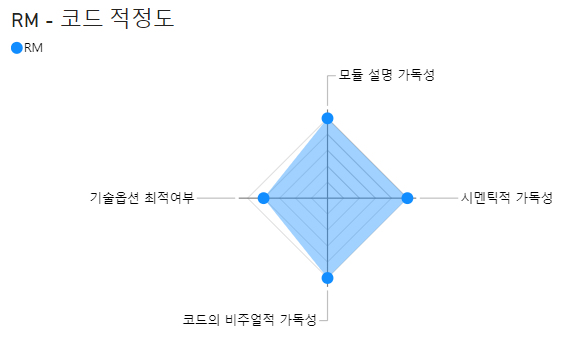 RM - 코드 적정도
RM
모듈 설명 가독성
기술옵션 최적여부
시멘틱적 가독성
코드의 비주얼적 가독성